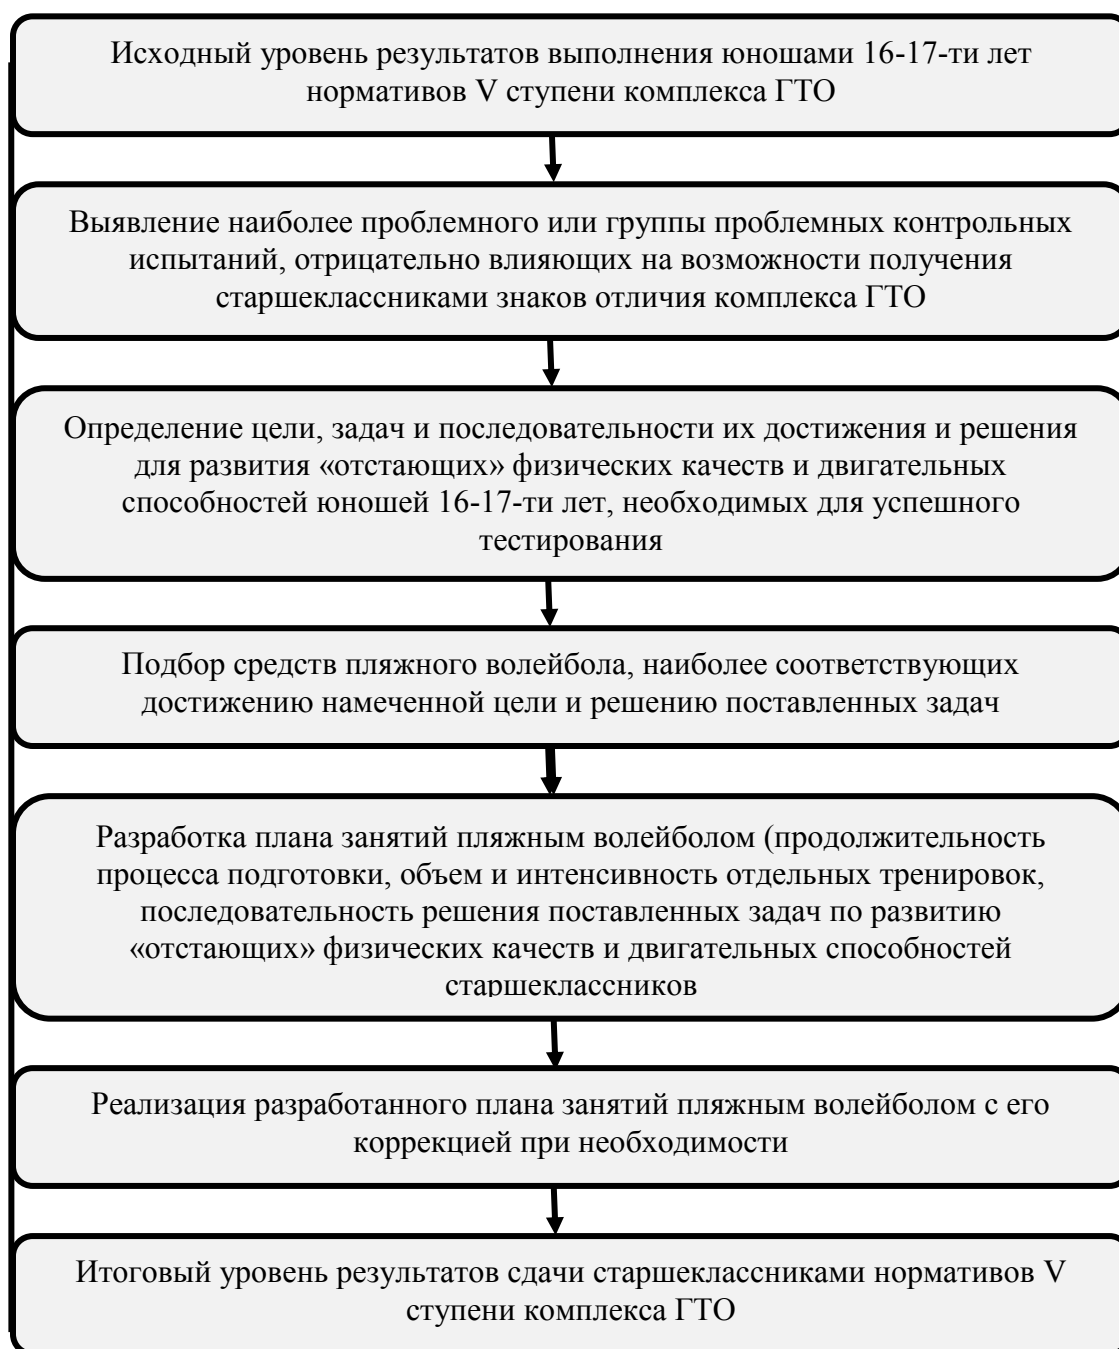 Исходный уровень результатов выполнения юношами 16-17-ти лет
нормативов V ступени комплекса ГТО
Выявление наиболее проблемного или группы проблемных контрольных
испытаний, отрицательно влияющих на возможности получения
старшеклассниками знаков отличия комплекса ГТО
Определение цели, задач и последовательности их достижения и решения
для развития «отстающих» физических качеств и двигательных
способностей юношей 16-17-ти лет, необходимых для успешного
тестирования
Подбор средств пляжного волейбола, наиболее соответствующих
достижению намеченной цели и решению поставленных задач
Разработка плана занятий пляжным волейболом (продолжительность
процесса подготовки, объем и интенсивность отдельных тренировок,
последовательность решения поставленных задач по развитию
«отстающих» физических качеств и двигательных способностей
старшеклассников
Реализация разработанного плана занятий пляжным волейболом с его
коррекцией при необходимости
Итоговый уровень результатов сдачи старшеклассниками нормативов V
ступени комплекса ГТО